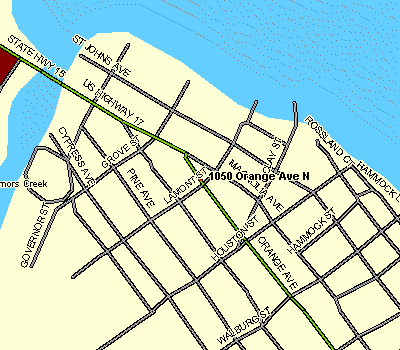 STATE HWY 15
ST JOHNS AVE
US HIGHWAY 17
ROSSLAND CT
HAMMOCK
CYPRESS AVE
GROVE ST
DAY ST
MAGNOLIA AVE
1050 Orange Ave N
PINE AVE
LAMONT ST
mors Creek
GOVERNOR ST
HOUSTON ST
HAMMOCK ST
ORANGE AVE
WALBURG ST